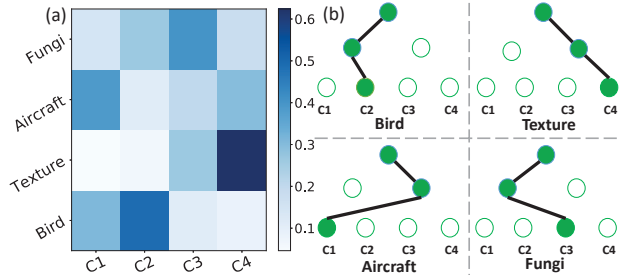 (a)
Fungi
Aircraft
Texture
Bird
C1 C2 C3 C4
0.6
0.5
0.4
0.3
0.2
0.1
(b)
C1 C2 C3 C4
Bird
C1 C2 C3 C4
Texture
C1 C2 C3 C4
Aircraft
C1 C2 C3 C4
Fungi